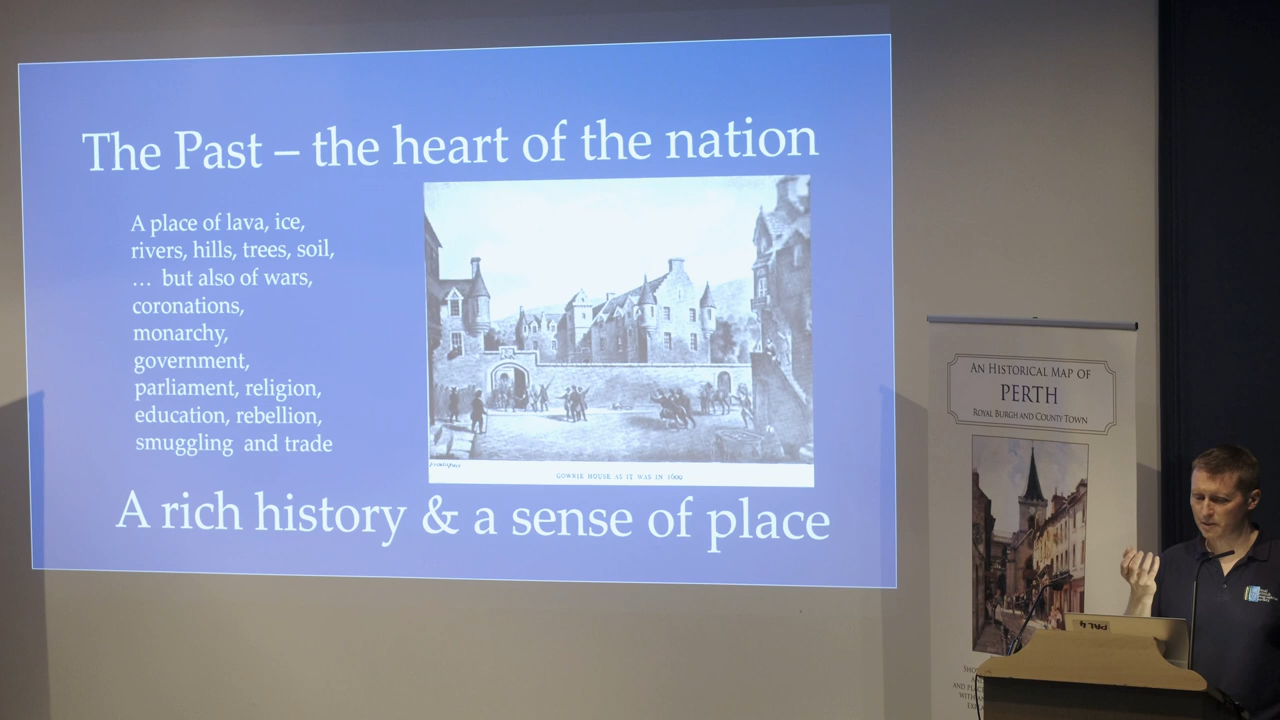 The Past – the heart of the nation
A place of lava, ice,
rivers, hills, trees, soil,
… but also of wars,
coronations,
monarchy,
government,
parliament, religion,
education, rebellion,
smuggling and trade
GOWRIE HOUSE AS IT WAS IN 1600
A rich history & a sense of place
AN HISTORICAL MAP OF
PERTH
ROYAL BURGH AND COUNTY TOWN
PAL 4